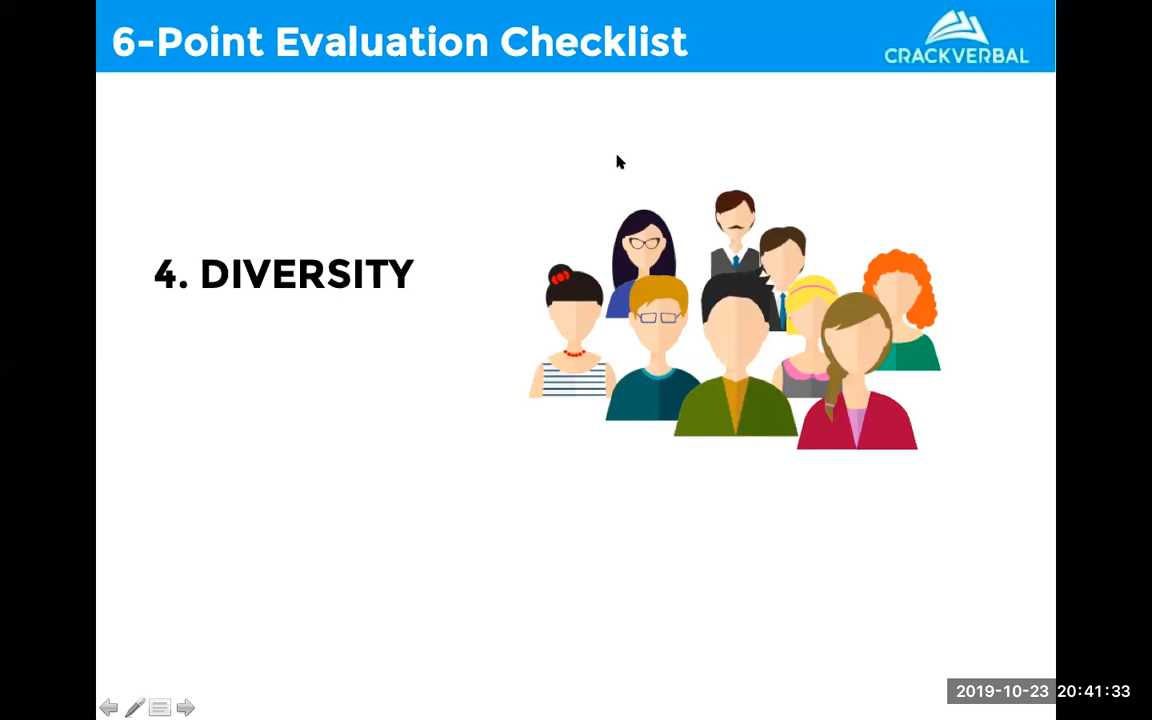 6-Point Evaluation Checklist
CRACKVERBAL
4. DIVERSITY
2019-10-23 20:41:33